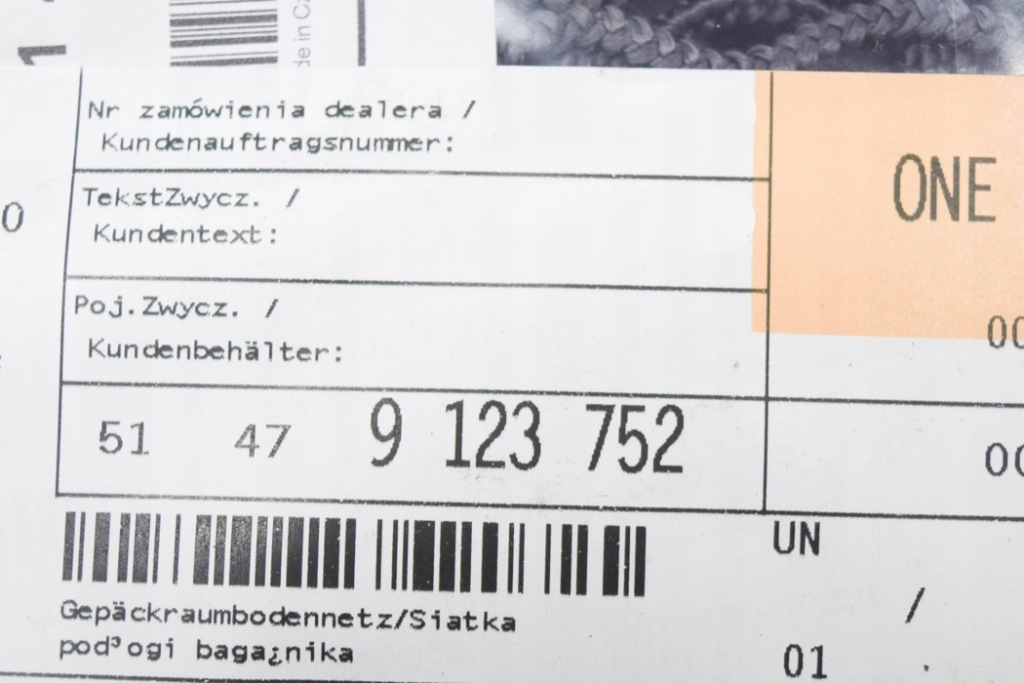 Nr zamówienia dealera /
Kundenauftragsnummer:
ONE
TekstZwycz. /
Kundentext:
Poj.Zwycz. /
Kundenbehälter:
51 47 9 123 752
UN
Gepäckraumbodennetz/Siatka
pod³ogi baga¿nika
/
01